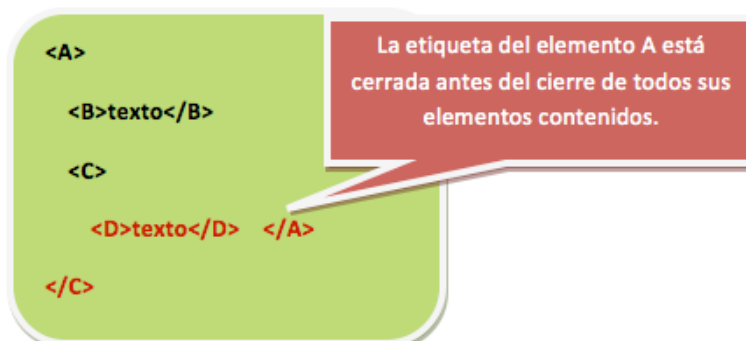 <A>
<B>texto</B>
<C>
<D>texto</D> </A>
</C>
La etiqueta del elemento A está
cerrada antes del cierre de todos sus
elementos contenidos.